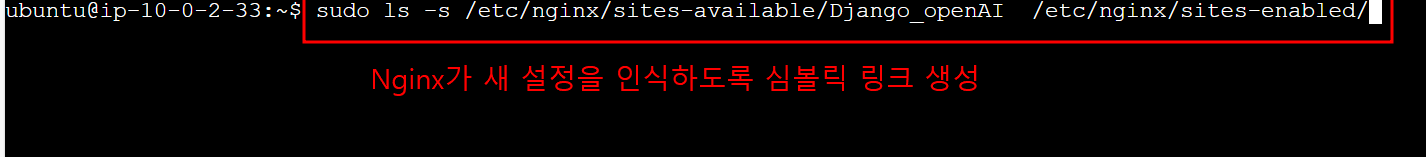 ubuntu@ip-10-0-2-33:~$ sudo ls -s /etc/nginx/sites-available/Django_openAI  /etc/nginx/sites-enabled/
Nginx가 새 설정을 인식하도록 심볼릭 링크 생성